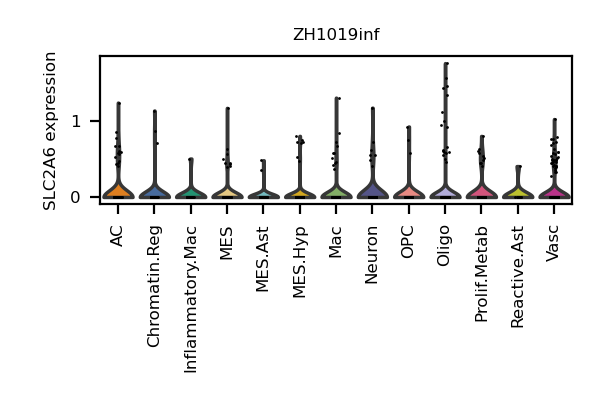 ZH1019inf
SLC2A6 expression
1
0
AC
Chromatin.Reg
Inflammatory.Mac
MES
MES.Ast
MES.Hyp
Mac
Neuron
OPC
Oligo
Prolif.Metab
Reactive.Ast
Vasc